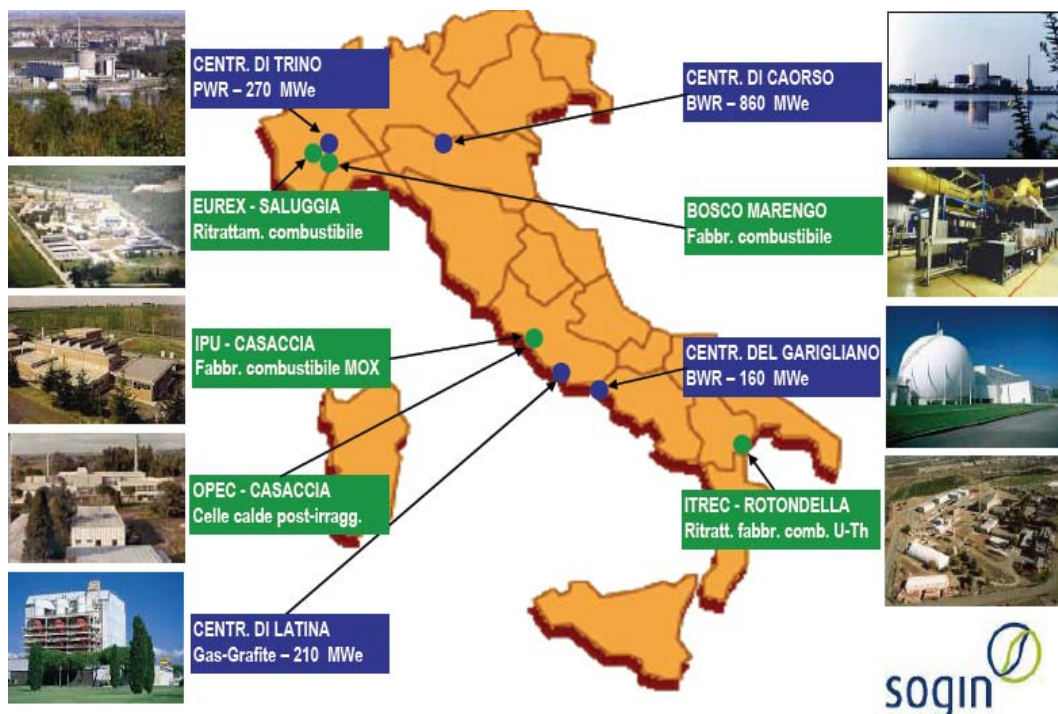 CENTR. DI TRINO
PWR – 270 MWe
CENTR. DI CAORSO
BWR – 860 MWe
EUREX - SALUGGIA
Ritrattam. combustibile
BOSCO MARENGO
Fabbr. combustibile
IPU - CASACCIA
Fabbr. combustibile MOX
CENTR. DEL GARIGLIANO
BWR – 160 MWe
OPEC - CASACCIA
Celle calde post-irragg.
ITREC - ROTONDELLA
Ritratt. fabbr. comb. U-Th
CENTR. DI LATINA
Gas-Grafite – 210 MWe
sogin